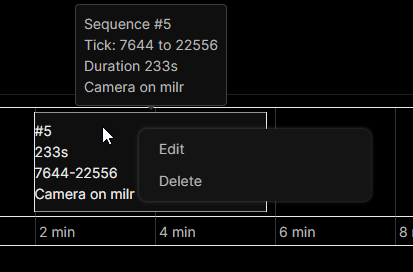 Sequence #5
Tick: 7644 to 22556
Duration 233s
Camera on milr
#5
233s
7644-22556
Camera on milr
Edit
Delete
2 min
4 min
6 min
8